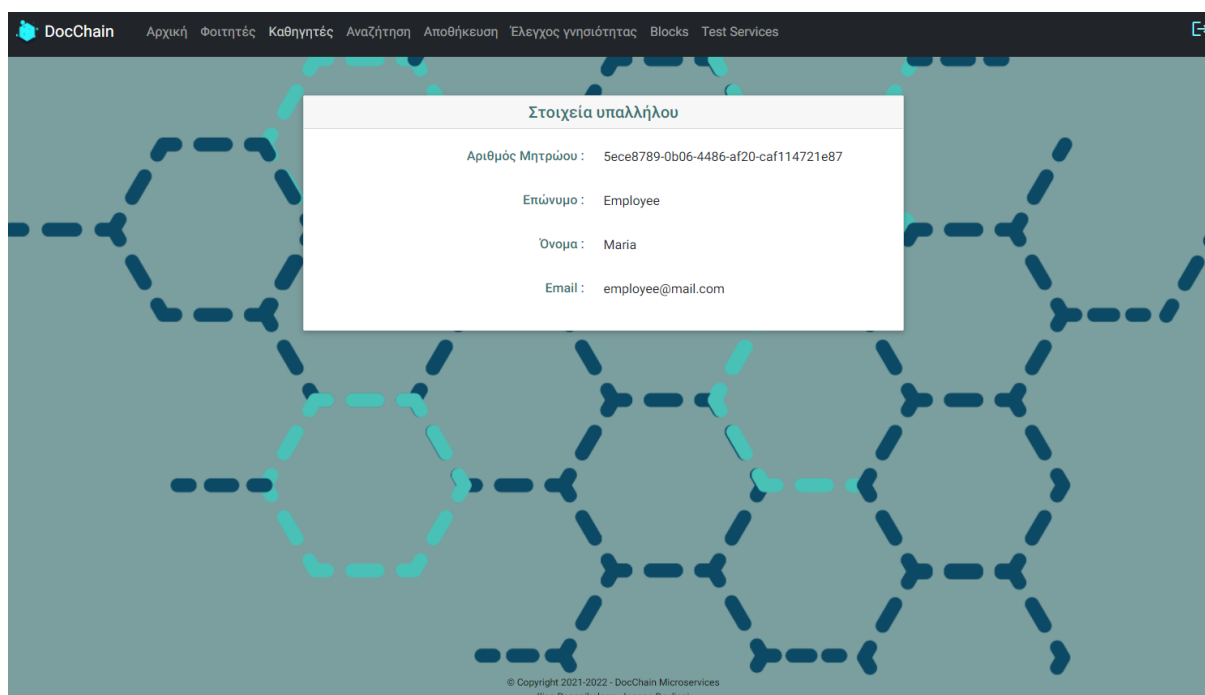 DocChain Αρχική Φοιτητές Καθηγητές Αναζήτηση Αποθήκευση Έλεγχος γνησιότητας Blocks Test Services
Στοιχεία υπαλλήλου
Αριθμός Μητρώου : 5ece8789-0b06-4486-af20-caf114721e87
Επώνυμο : Employee
Όνομα : Maria
Email : employee@mail.com
© Copyright 2021-2022 - DocChain Microservices